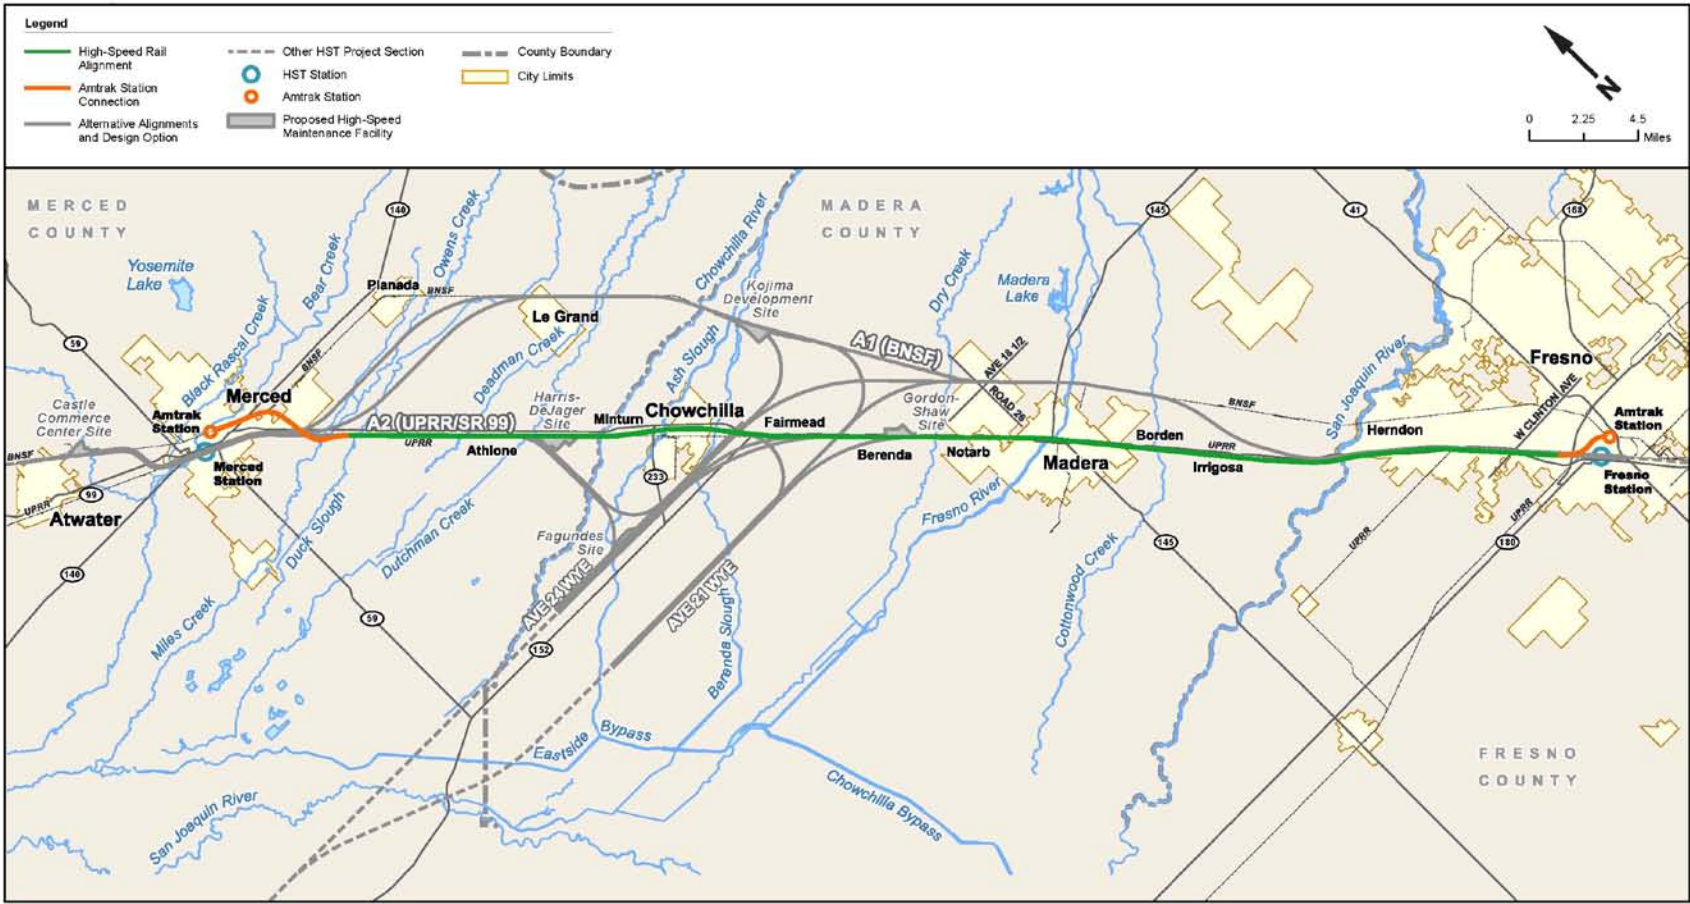 Legend
High-Speed Rail
Alignment
Amtrak Station
Connection
Alternative Alignments
and Design Option
Other HST Project Section
HST Station
Amtrak Station
Proposed High-Speed
Maintenance Facility
County Boundary
City Limits
N
0 2.25 4.5
Miles
MERCED
COUNTY
MADERA
COUNTY
140
145
41
168
Yosemite
Lake
Bear Creek
Owens Creek
Chowchilla River
Planada
BNSF
Kojima
Development
Site
Dry Creek
Madera
Lake
Le Grand
59
Black Rascal Creek
BNSF
Deadman Creek
Ash Slough
A1 (BNSF)
AVE 18 1/2
ROAD 26
San Joaquin River
Fresno
W CLINTON AVE
Castle
Commerce
Center Site
Merced
Amtrak
Station
A2 (UPRR/SR 99)
Harris-
DeJager
Site
Minturn
Chowchilla
Fairmead
Gordon-
Shaw
Site
BNSF
Herndon
Amtrak
Station
BNSF
Merced
Station
UPRR
Athlone
Berenda
Notarb
Madera
Borden
UPRR
Irrigosa
Fresno
Station
233
99
UPRR
Atwater
Duck Slough
Dutchman Creek
Fagundes
Site
Fresno River
UPRR
UPRR
145
180
140
Miles Creek
59
AVE 24 WYE
AVE 21 WYE
152
Berenda Slough
Cottonwood Creek
Eastside
Bypass
Chowchilla Bypass
San Joaquin River
FRESNO
COUNTY